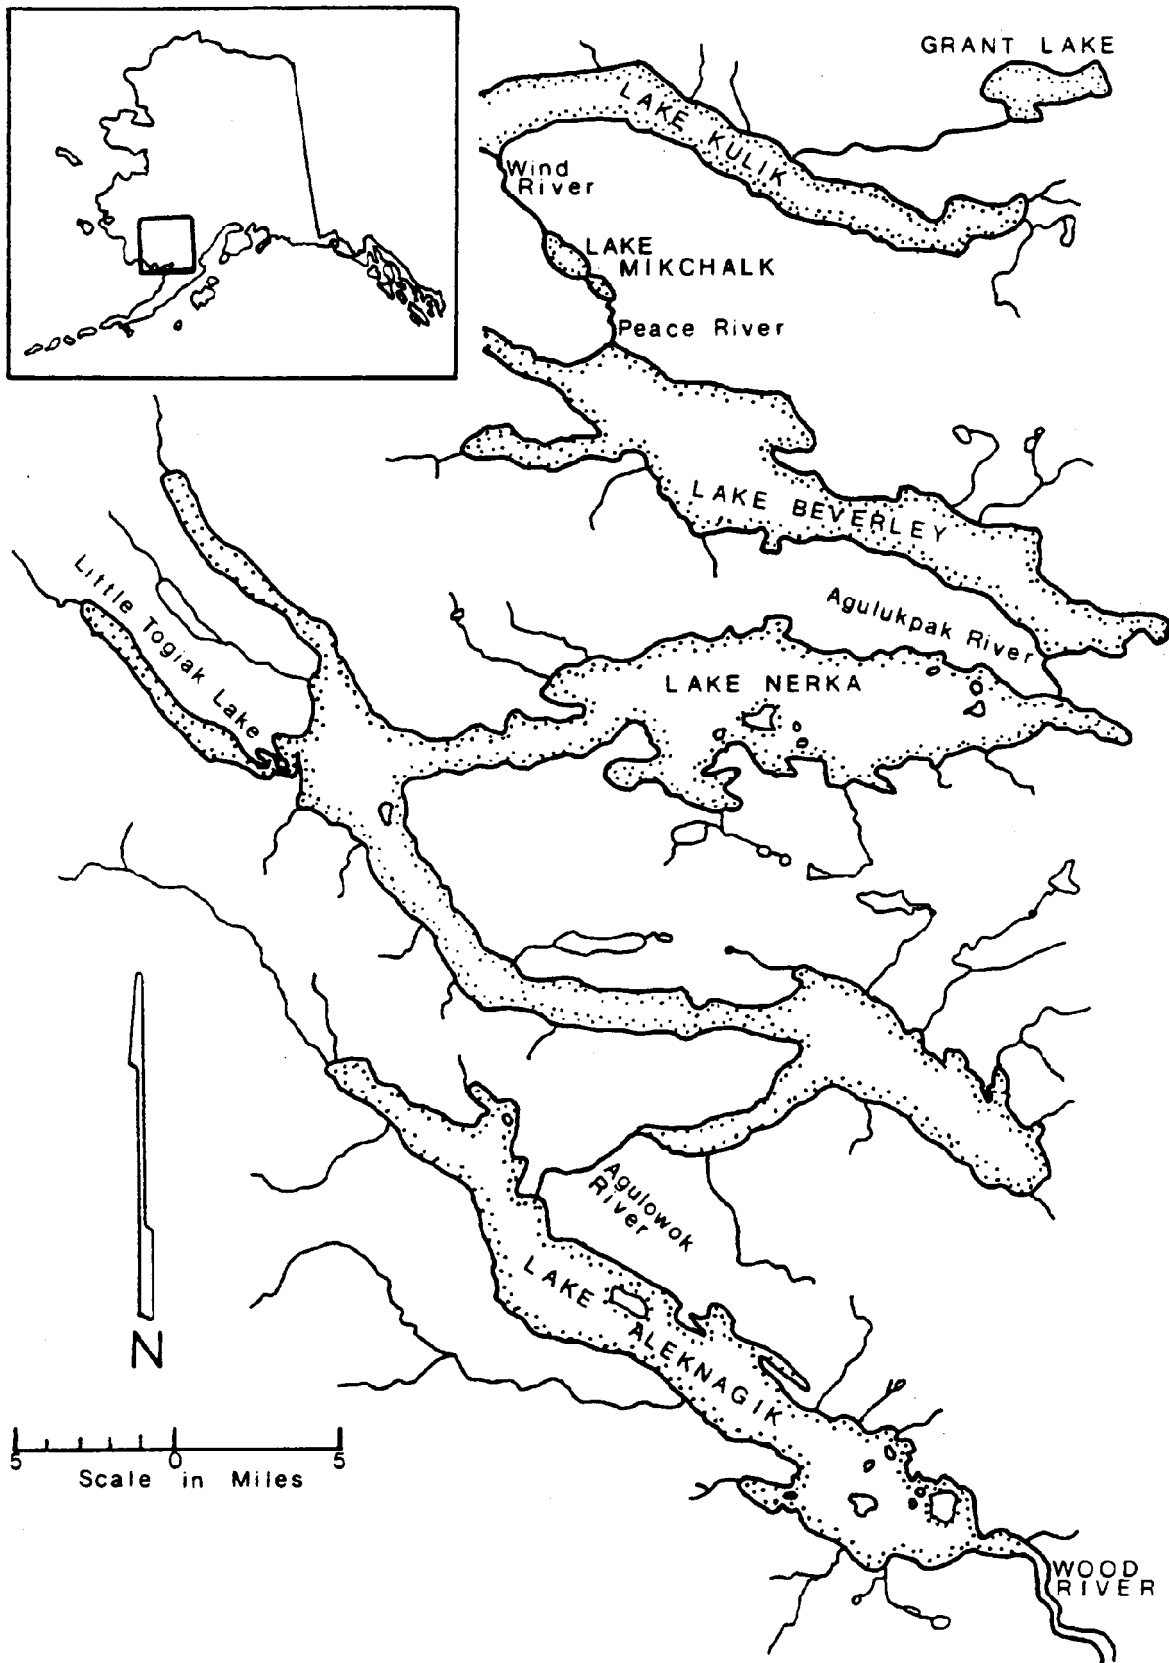 GRANT LAKE
LAKE KULIK
Wind
River
LAKE
MIKCHALK
Peace River
LAKE BEVERLEY
Little Togiak Lake
Agulukpak River
LAKE NERKA
Agulowok
River
LAKE ALEKNAGIK
N
5 0 5
Scale in Miles
WOOD
RIVER